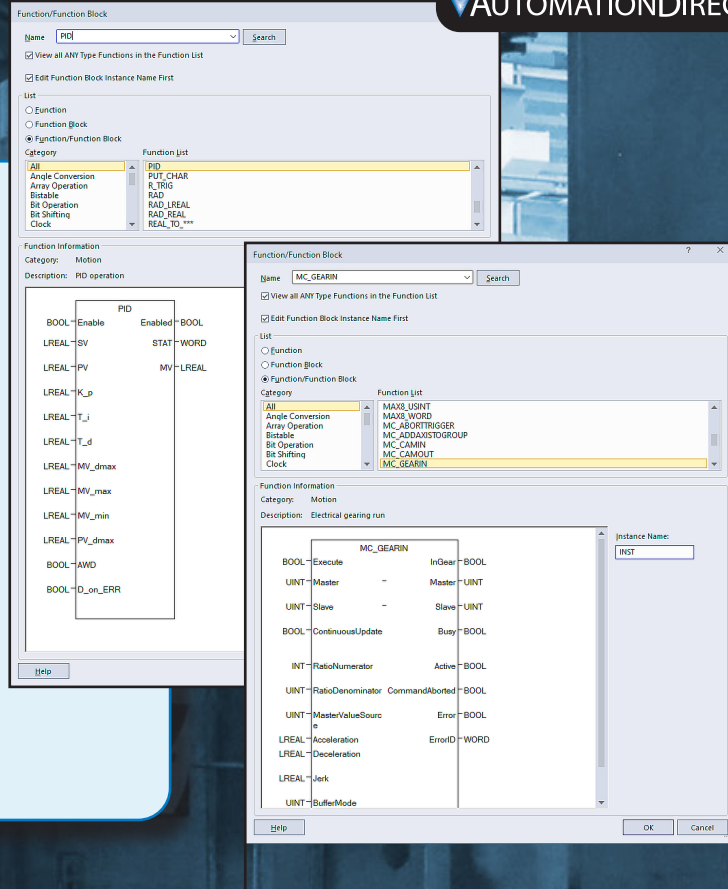 AUTOMATIONDIREC
Function/Function Block
Name PID Search
View all ANY Type Functions in the Function List
Edit Function Block Instance Name First
List
Function
Function Block
Function/Function Block
Category Function List
All PID
Angle Conversion PUT_CHAR
Array Operation R_TRIG
Bistable RAD
Bit Operation RAD_LREAL
Bit Shifting RAD_REAL
Clock REAL_TO_***
Function Information
Category: Motion
Description: PID operation
PID
BOOL Enable Enabled BOOL
LREAL SV STAT WORD
LREAL PV MV LREAL
LREAL K_p
LREAL T_i
LREAL T_d
LREAL MV_dmax
LREAL MV_max
LREAL MV_min
LREAL PV_dmax
BOOL AWD
BOOL D_on_ERR
Help
Function/Function Block ? ×
Name MC_GEARIN Search
View all ANY Type Functions in the Function List
Edit Function Block Instance Name First
List
Function
Function Block
Function/Function Block
Category Function List
All MAX8_USINT
Angle Conversion MAX8_WORD
Array Operation MC_ABORTTRIGGER
Bistable MC_ADDAXISTOGROUP
Bit Operation MC_CAMIN
Bit Shifting MC_CAMOUT
Clock MC_GEARIN
Function Information
Category: Motion
Description: Electrical gearing run
Instance Name:
INST
MC_GEARIN
BOOL Execute InGear BOOL
UINT Master – Master UINT
UINT Slave – Slave UINT
BOOL ContinuousUpdate Busy BOOL
INT RatioNumerator Active BOOL
UINT RatioDenominator CommandAborted BOOL
UINT MasterValueSourc Error BOOL
e
LREAL Acceleration ErrorID WORD
LREAL Deceleration
LREAL Jerk
UINT BufferMode
Help OK Cancel